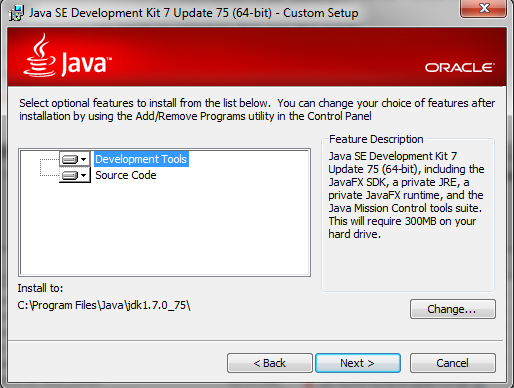 Java SE Development Kit 7 Update 75 (64-bit) - Custom Setup
Java™
ORACLE®
Select optional features to install from the list below.  You can change your choice of features after
installation by using the Add/Remove Programs utility in the Control Panel
Development Tools
Source Code
Feature Description
Java SE Development Kit 7
Update 75 (64-bit), including the
JavaFX SDK, a private JRE, a
private JavaFX runtime, and the
Java Mission Control tools suite.
This will require 300MB on your
hard drive.
Install to:
C:\Program Files\Java\jdk1.7.0_75\
Change...
< Back
Next >
Cancel